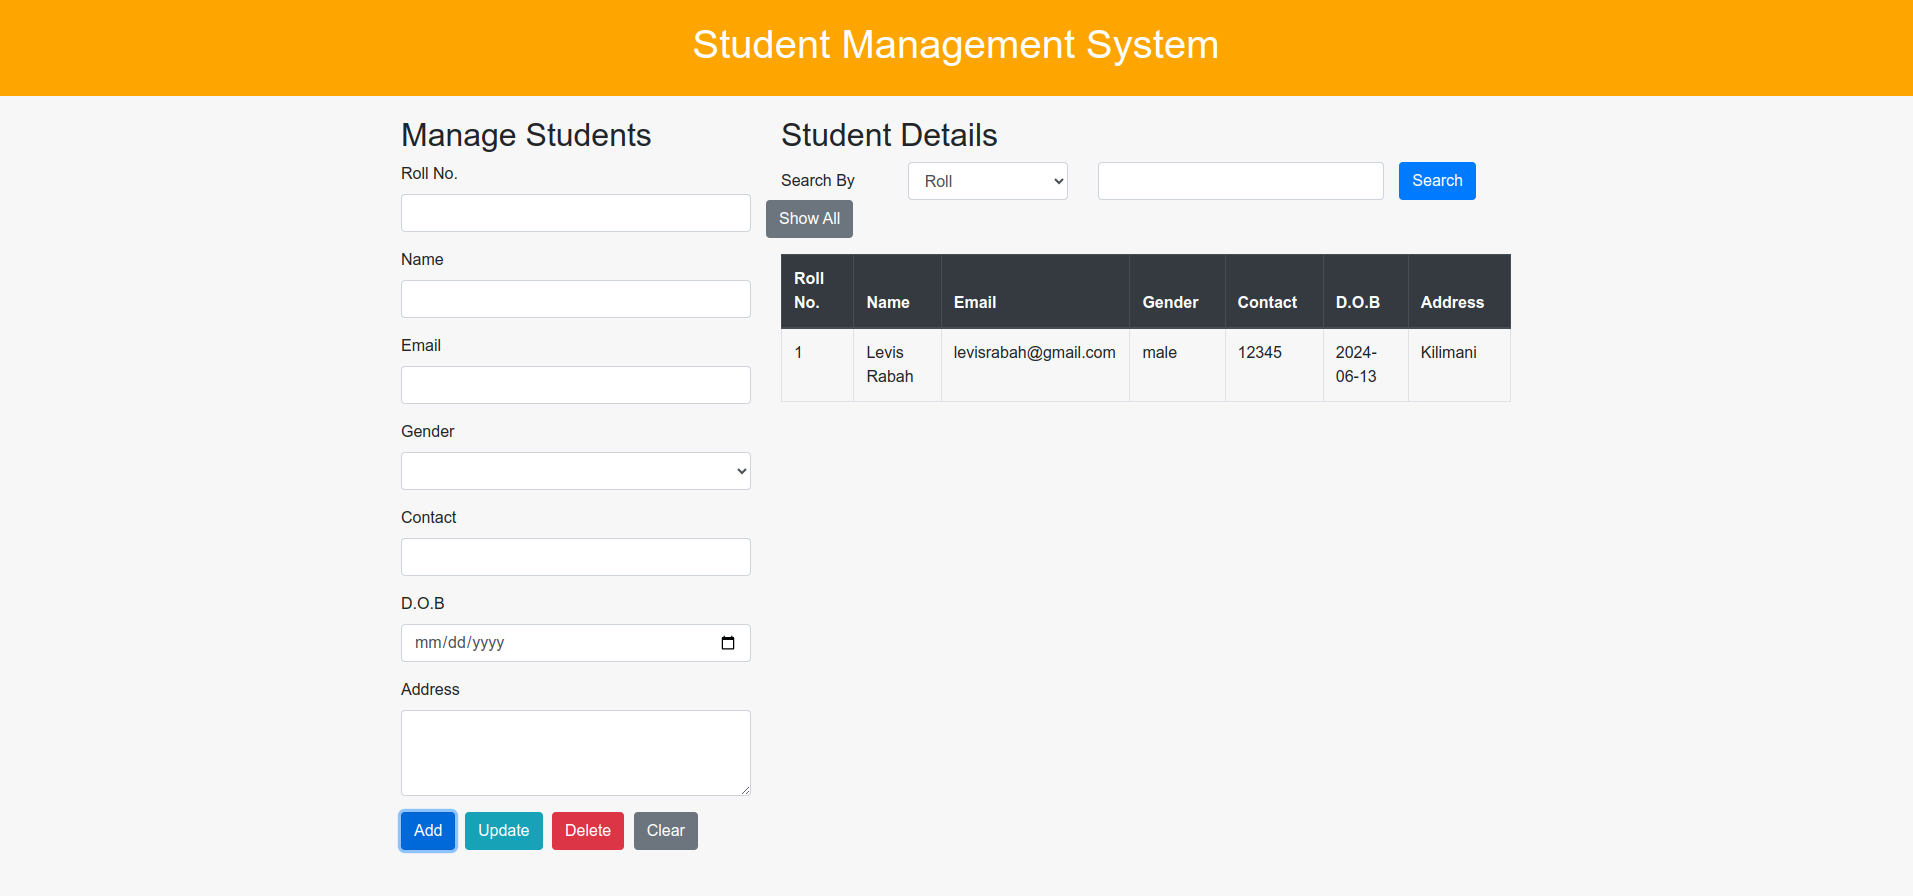 Student Management System
Manage Students
Roll No.
Name
Email
Gender
Contact
D.O.B
mm/dd/yyyy
Address
Add Update Delete Clear
Student Details
Search By Roll Search
Show All
Roll No. Name Email Gender Contact D.O.B Address
1 Levis Rabah levisrabah@gmail.com male 12345 2024-06-13 Kilimani